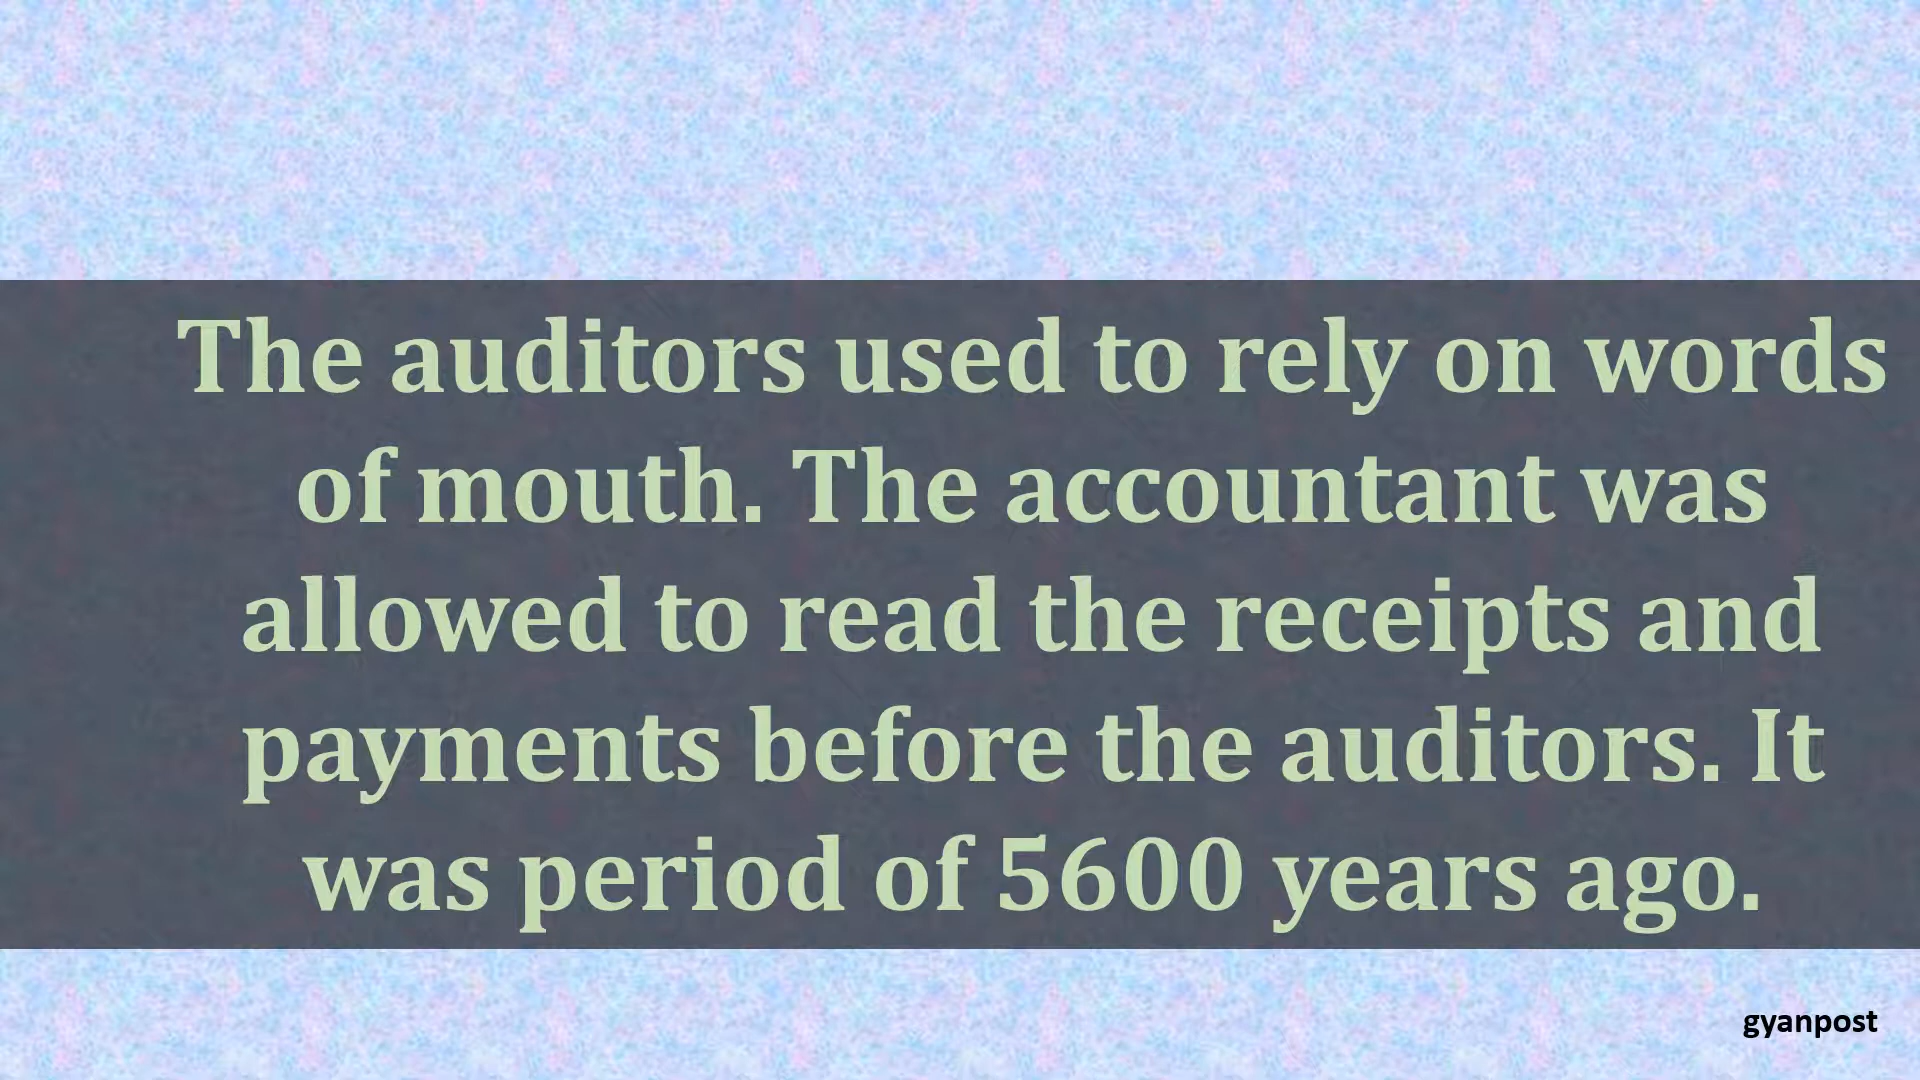 The auditors used to rely on words
of mouth. The accountant was
allowed to read the receipts and
payments before the auditors. It
was period of 5600 years ago.
gyanpost